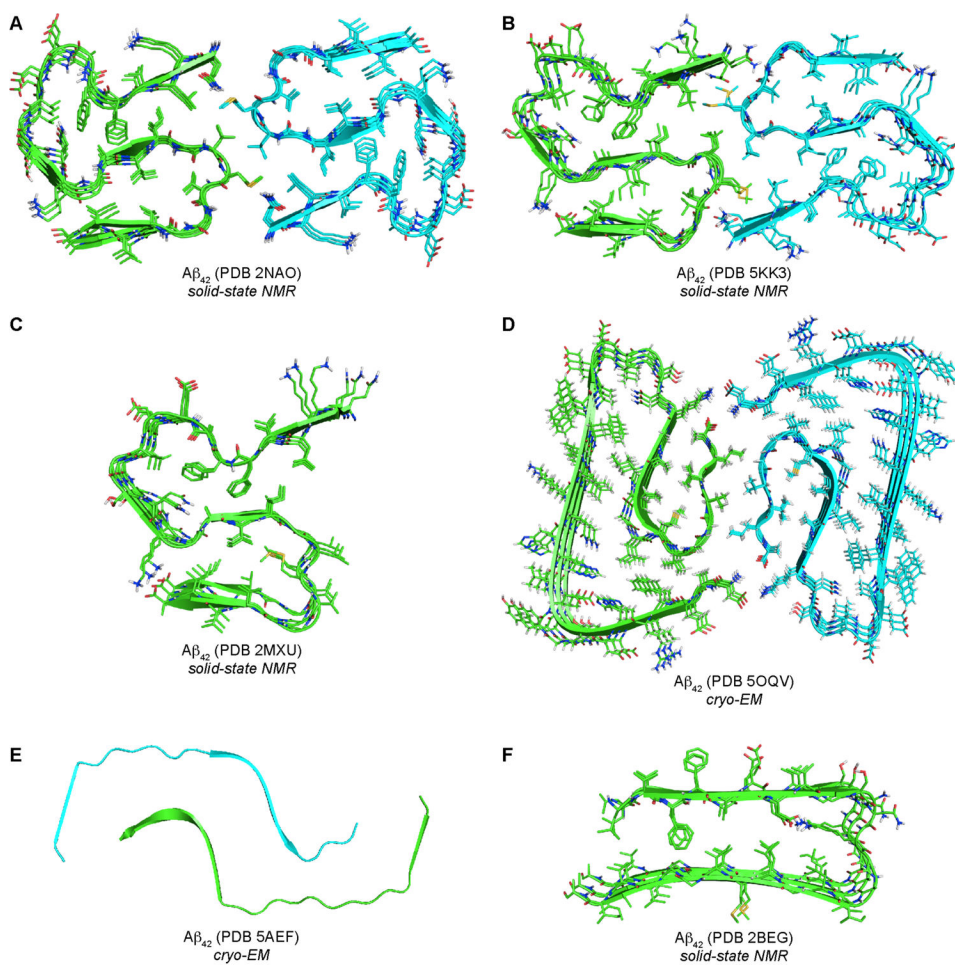 A
B
Aβ₄₂ (PDB 2NAO)
solid-state NMR
Aβ₄₂ (PDB 5KK3)
solid-state NMR
C
D
Aβ₄₂ (PDB 2MXU)
solid-state NMR
Aβ₄₂ (PDB 5OQV)
cryo-EM
E
F
Aβ₄₂ (PDB 5AEF)
cryo-EM
Aβ₄₂ (PDB 2BEG)
solid-state NMR